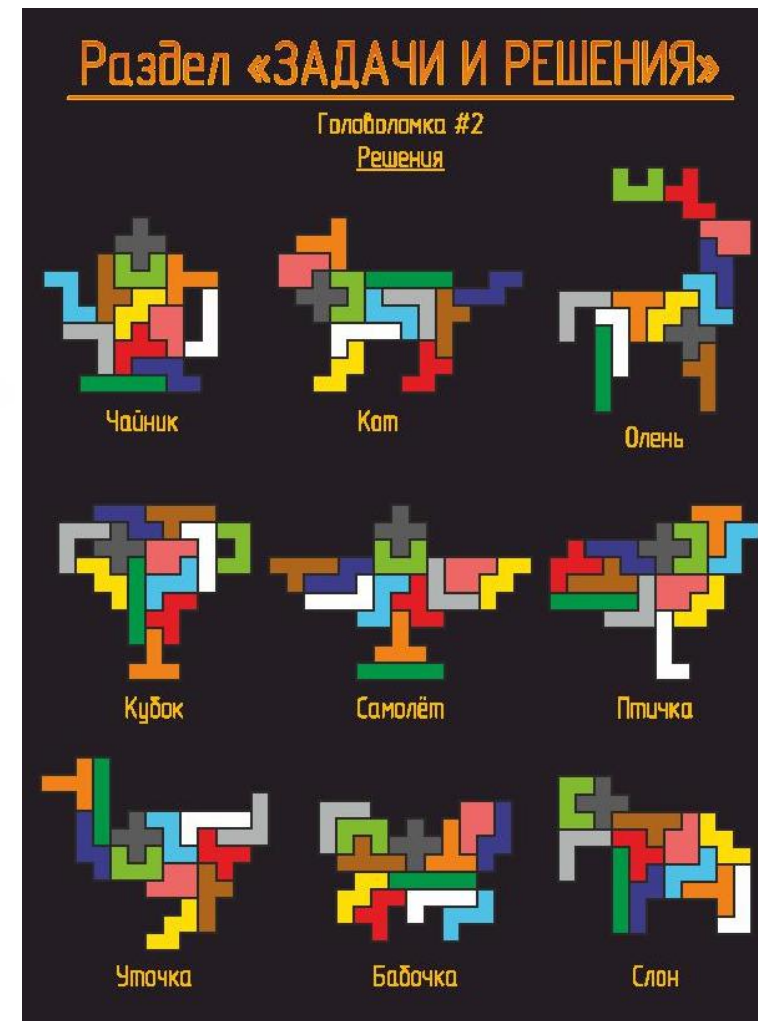 Раздел «ЗАДАЧИ И РЕШЕНИЯ»
Головоломка #2
Решения
Чайник
Кот
Олень
Кубок
Самолёт
Птичка
Уточка
Бабочка
Слон